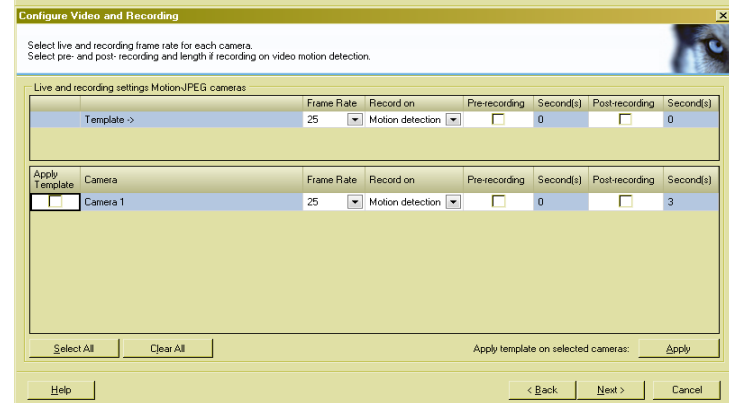 Configure Video and Recording
Select live and recording frame rate for each camera.
Select pre- and post- recording and length if recording on video motion detection.
Live and recording settings Motion-JPEG cameras
Frame Rate Record on Pre-recording Second(s) Post-recording Second(s)
Template -> 25 Motion detection 0 0
Apply Template Camera Frame Rate Record on Pre-recording Second(s) Post-recording Second(s)
Camera 1 25 Motion detection 0 3
Select All Clear All Apply template on selected cameras: Apply
Help < Back Next > Cancel